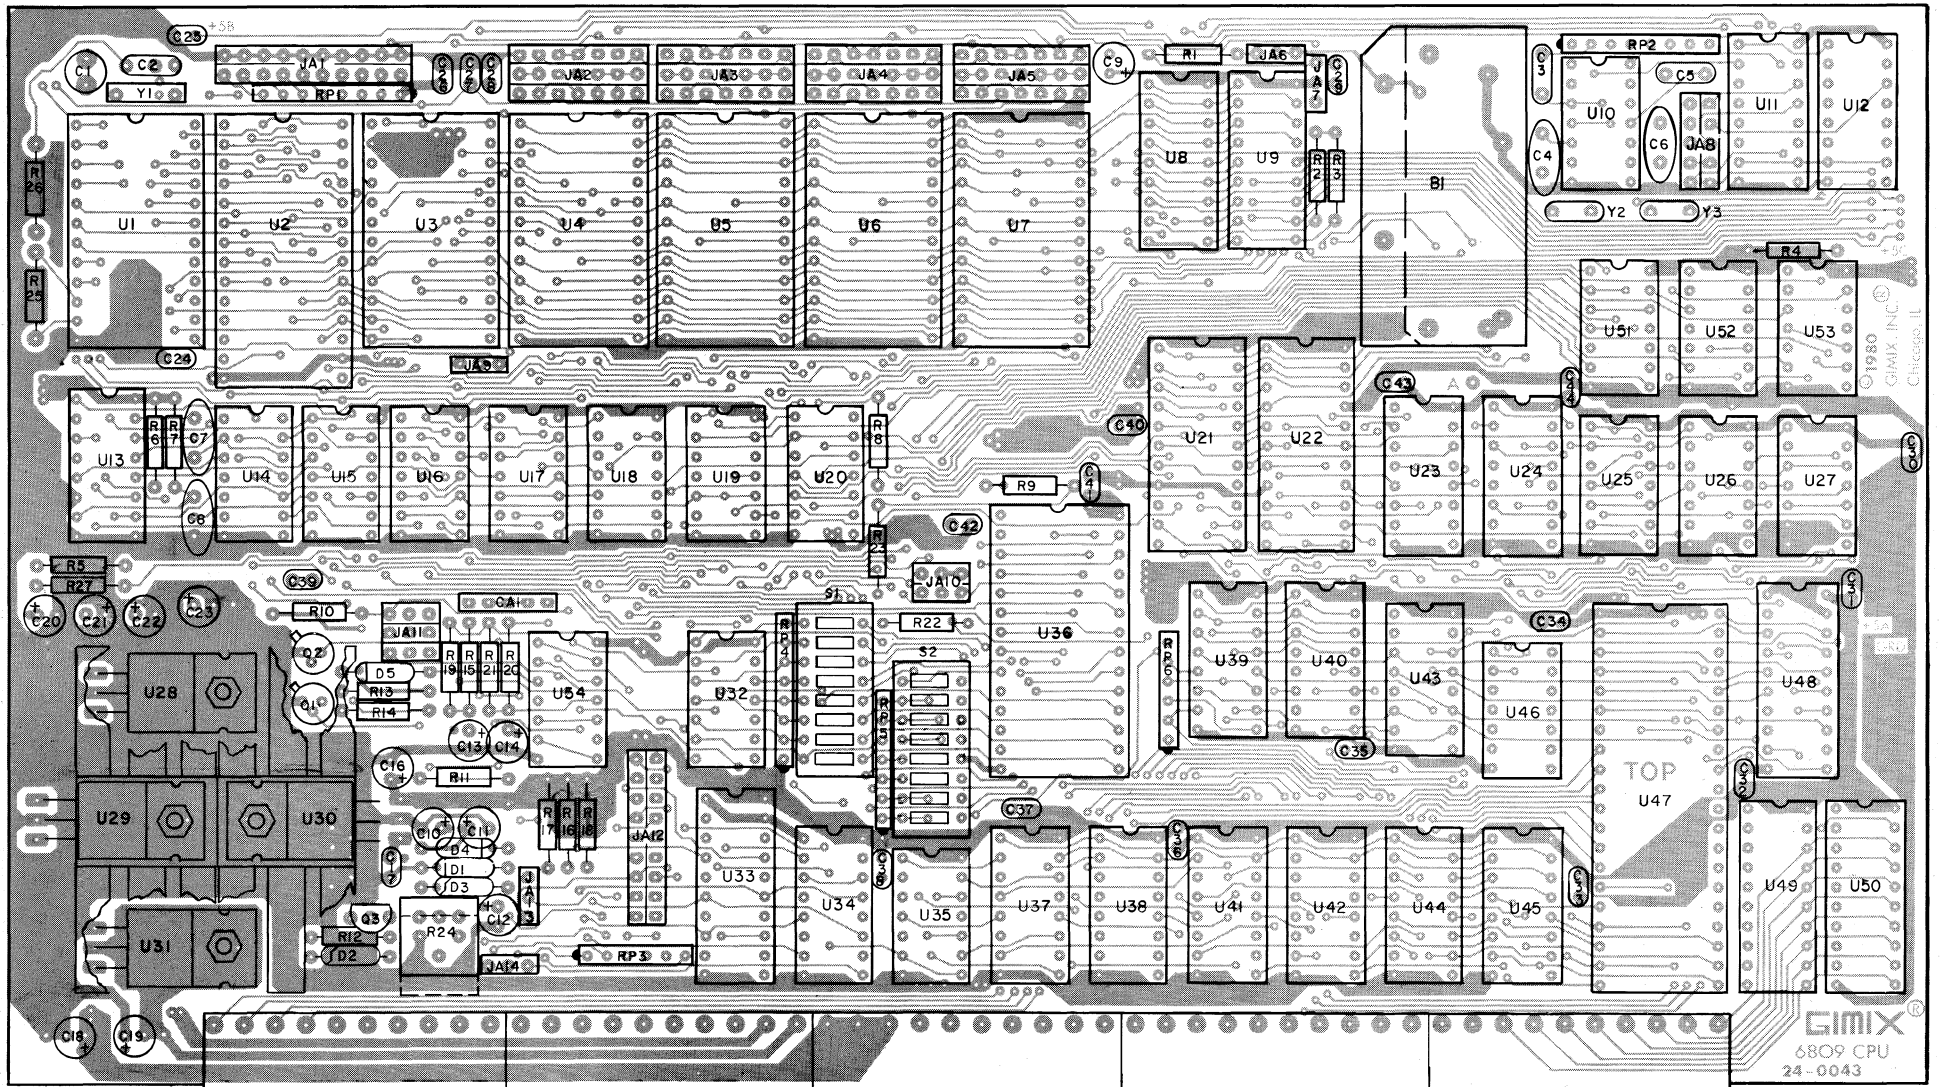 C25 +5B
C1 C2 Y1
JA1
RP1
C26 C27 C28
JA2 JA3 JA4 JA5
C9 R1 JA6
JA7 C29
C3 RP2
C5
U10 U11 U12
C4 C6 JA8
Y2 Y3
R26
R25
U1 U2 U3 U4 U5 U6 U7
U8 U9
R2 R3
B1
R4
U51 U52 U53
© 1980
GIMIX, INC.®
Chicago, IL
C24 JA9
C43 A C44
U13 R6 R7 C7 C8
U14 U15 U16 U17 U18 U19 U20
R8
C40 U21 U22 U23 U24 U25 U26 U27
C30
R9 C41
C42
R23
R5
R27
C39
C20 C21 C22 C23
R10 CA1
JA11
S1
JA10
R22
S2
U36
C34 C31
+5A
GND
Q2 D5
Q1 R13
R14
R19 R15 R21 R20
U54 U32
RP4
RP5
RP6
U39 U40 U43 U46
TOP
U47
U48
U28
C13 C14
C16 R11
C35
C32
U29 U30
C10 C11
C17
D4
D1
D3
R17 R16 R18
JA12
C37
C36
C38
C33
U33 U34 U35 U37 U38 U41 U42 U44 U45
U49 U50
U31
Q3
R12
D2
R24
C12
JA13
JA14
RP3
C18 C19
GIMIX®
6809 CPU
24-0043